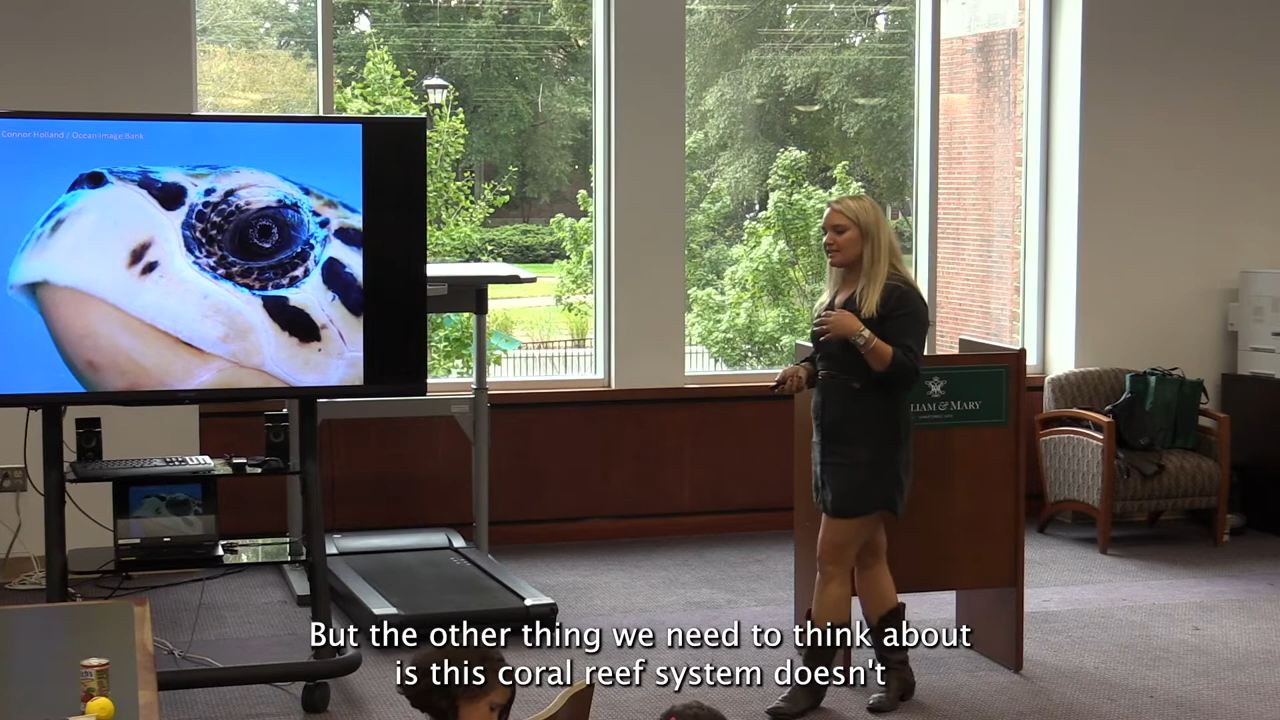 Connor Holland / Ocean Image Bank
LIAM & MARY
But the other thing we need to think about
is this coral reef system doesn't